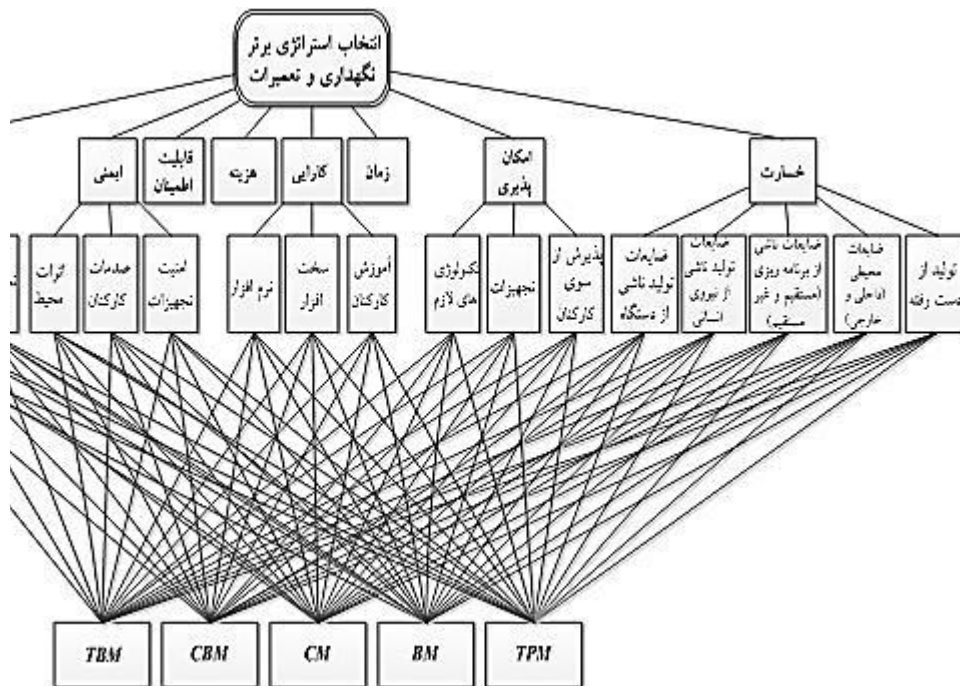 انتخاب استراتژی برتر
نگهداری و تعمیرات
خسارت
امکان
پذیری
زمان
کارایی
هزینه
قابلیت
اطمینان
ایمنی
تولید از
دست رفته
ضایعات
محیطی
(داخلی و
خارجی)
ضایعات ناشی
از برنامه ریزی
(مستقیم و غیر
مستقیم)
ضایعات
تولید ناشی
از نیروی
انسانی
ضایعات
تولید ناشی
از دستگاه
پذیرش از
سوی
کارکنان
تجهیزات
تکنولوژی
های لازم
آموزش
کارکنان
سخت
افزار
نرم افزار
امنیت
تجهیزات
صدمات
کارکنان
اثرات
محیط
TBM
CBM
CM
BM
TPM